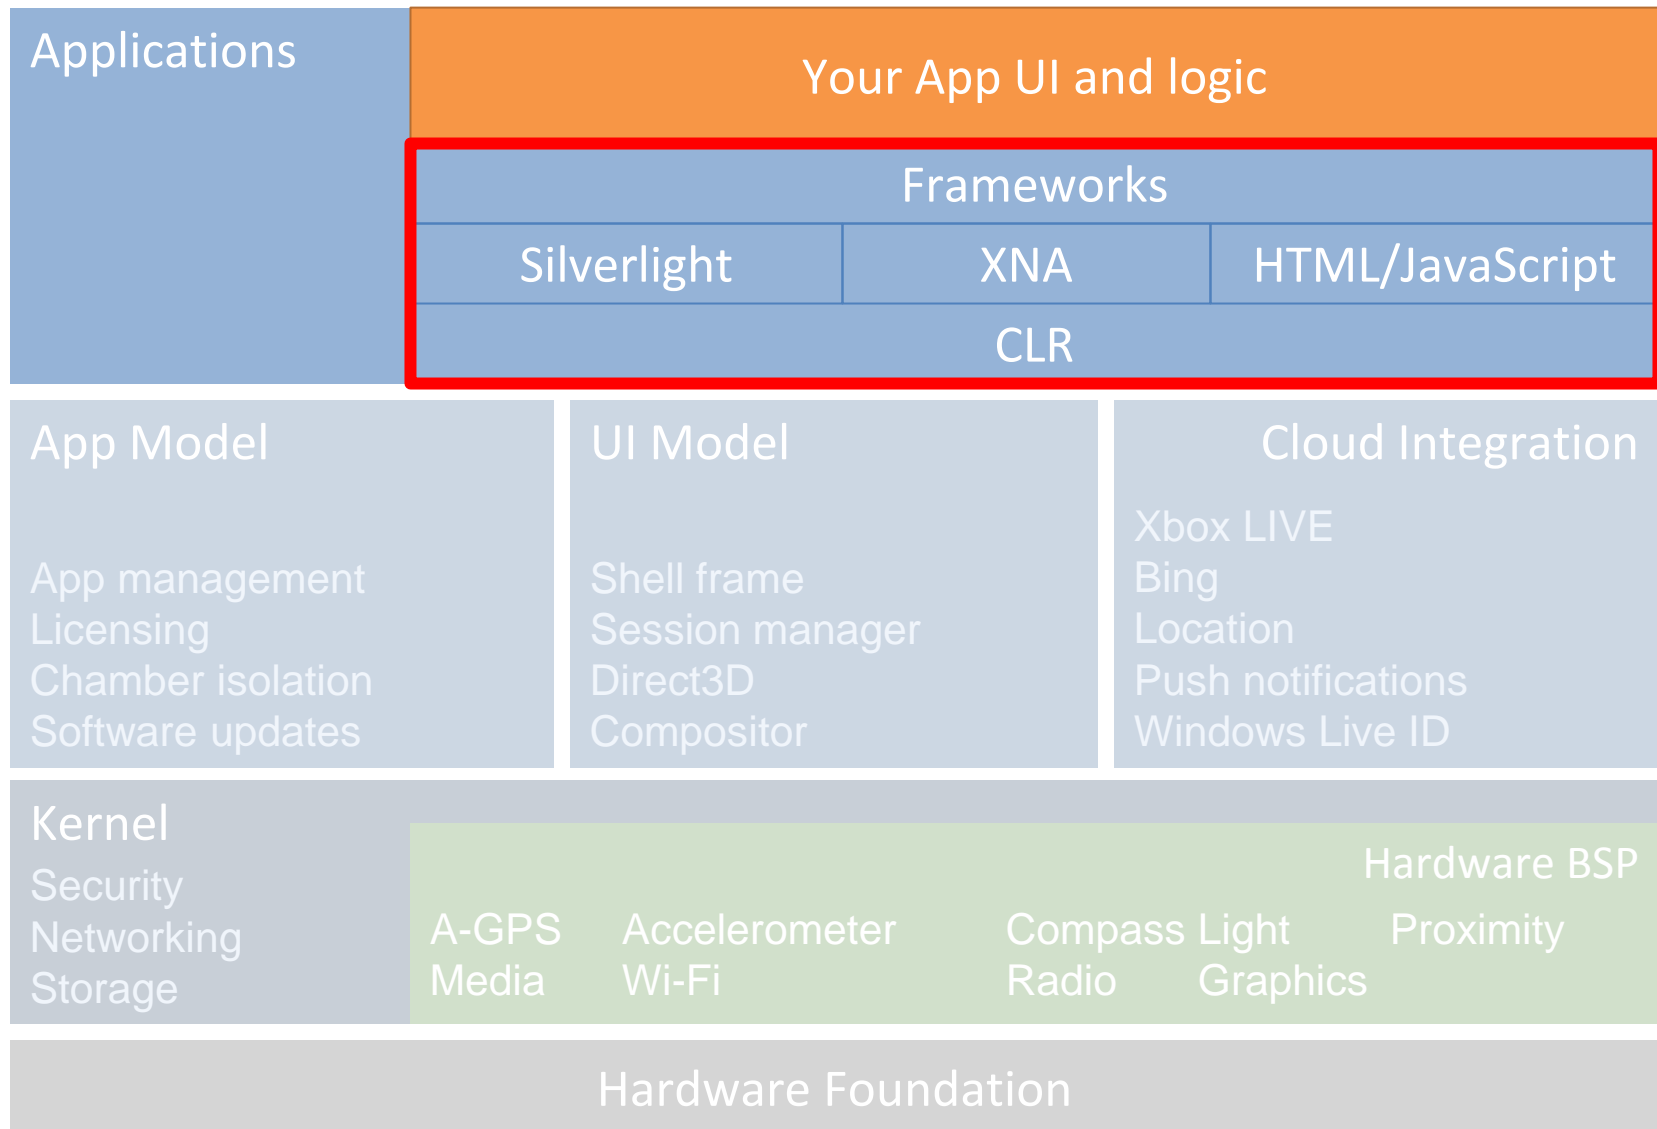 Applications
Your App UI and logic
Frameworks
Silverlight
XNA
HTML/JavaScript
CLR
App Model
App management
Licensing
Chamber isolation
Software updates
UI Model
Shell frame
Session manager
Direct3D
Compositor
Cloud Integration
Xbox LIVE
Bing
Location
Push notifications
Windows Live ID
Kernel
Security
Networking
Storage
Hardware BSP
A-GPS Accelerometer Compass Light Proximity
Media Wi-Fi Radio Graphics
Hardware Foundation